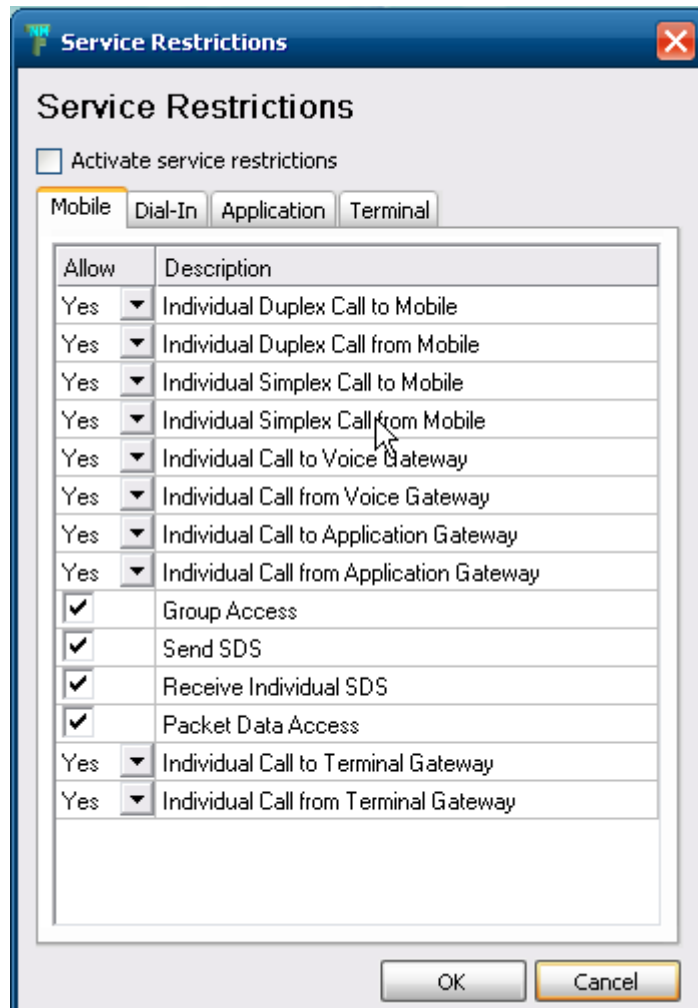 NH
TF Service Restrictions
Service Restrictions
Activate service restrictions
Mobile Dial-In Application Terminal
Allow Description
Yes Individual Duplex Call to Mobile
Yes Individual Duplex Call from Mobile
Yes Individual Simplex Call to Mobile
Yes Individual Simplex Call from Mobile
Yes Individual Call to Voice Gateway
Yes Individual Call from Voice Gateway
Yes Individual Call to Application Gateway
Yes Individual Call from Application Gateway
Group Access
Send SDS
Receive Individual SDS
Packet Data Access
Yes Individual Call to Terminal Gateway
Yes Individual Call from Terminal Gateway
OK Cancel